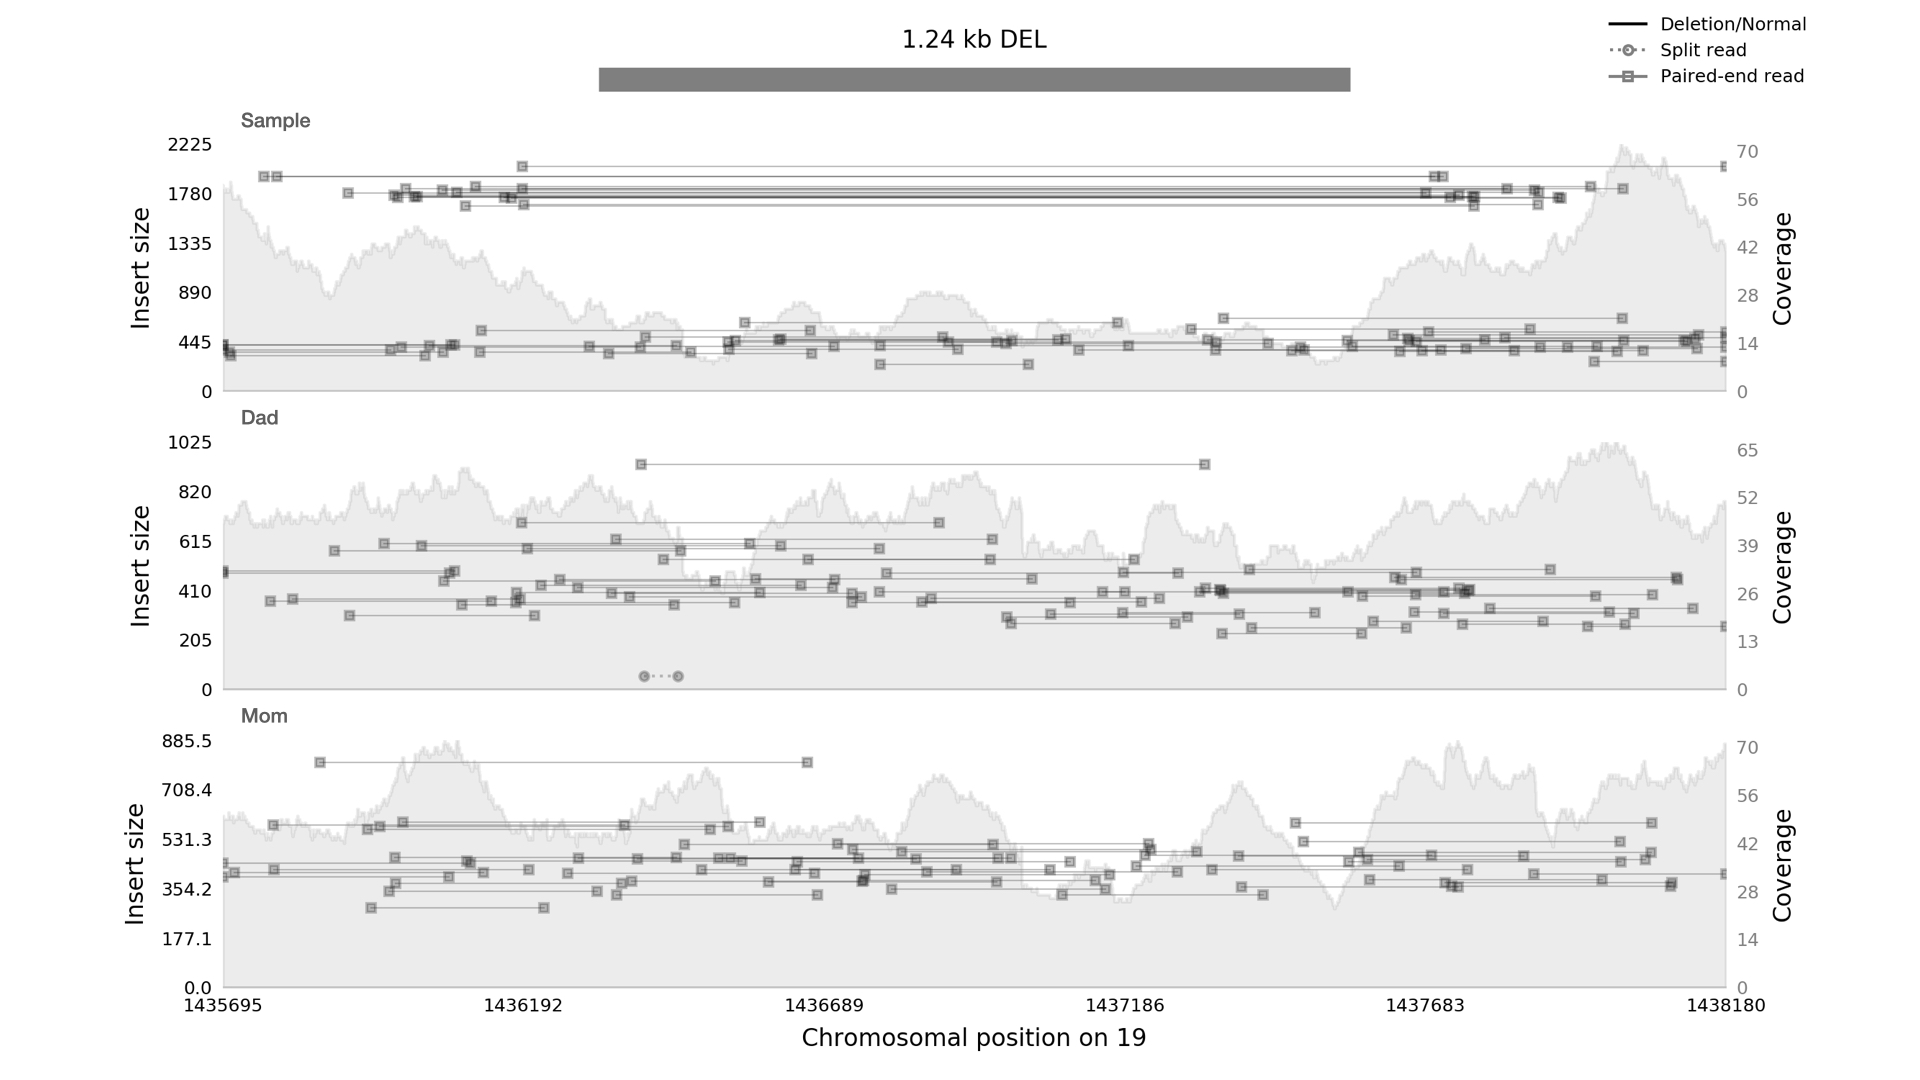 1.24 kb DEL
Deletion/Normal
Split read
Paired-end read
Sample
2225
1780
1335
890
445
0
Insert size
70
56
42
28
14
0
Coverage
Dad
1025
820
615
410
205
0
Insert size
65
52
39
26
13
0
Coverage
Mom
885.5
708.4
531.3
354.2
177.1
0.0
Insert size
70
56
42
28
14
0
Coverage
1435695 1436192 1436689 1437186 1437683 1438180
Chromosomal position on 19